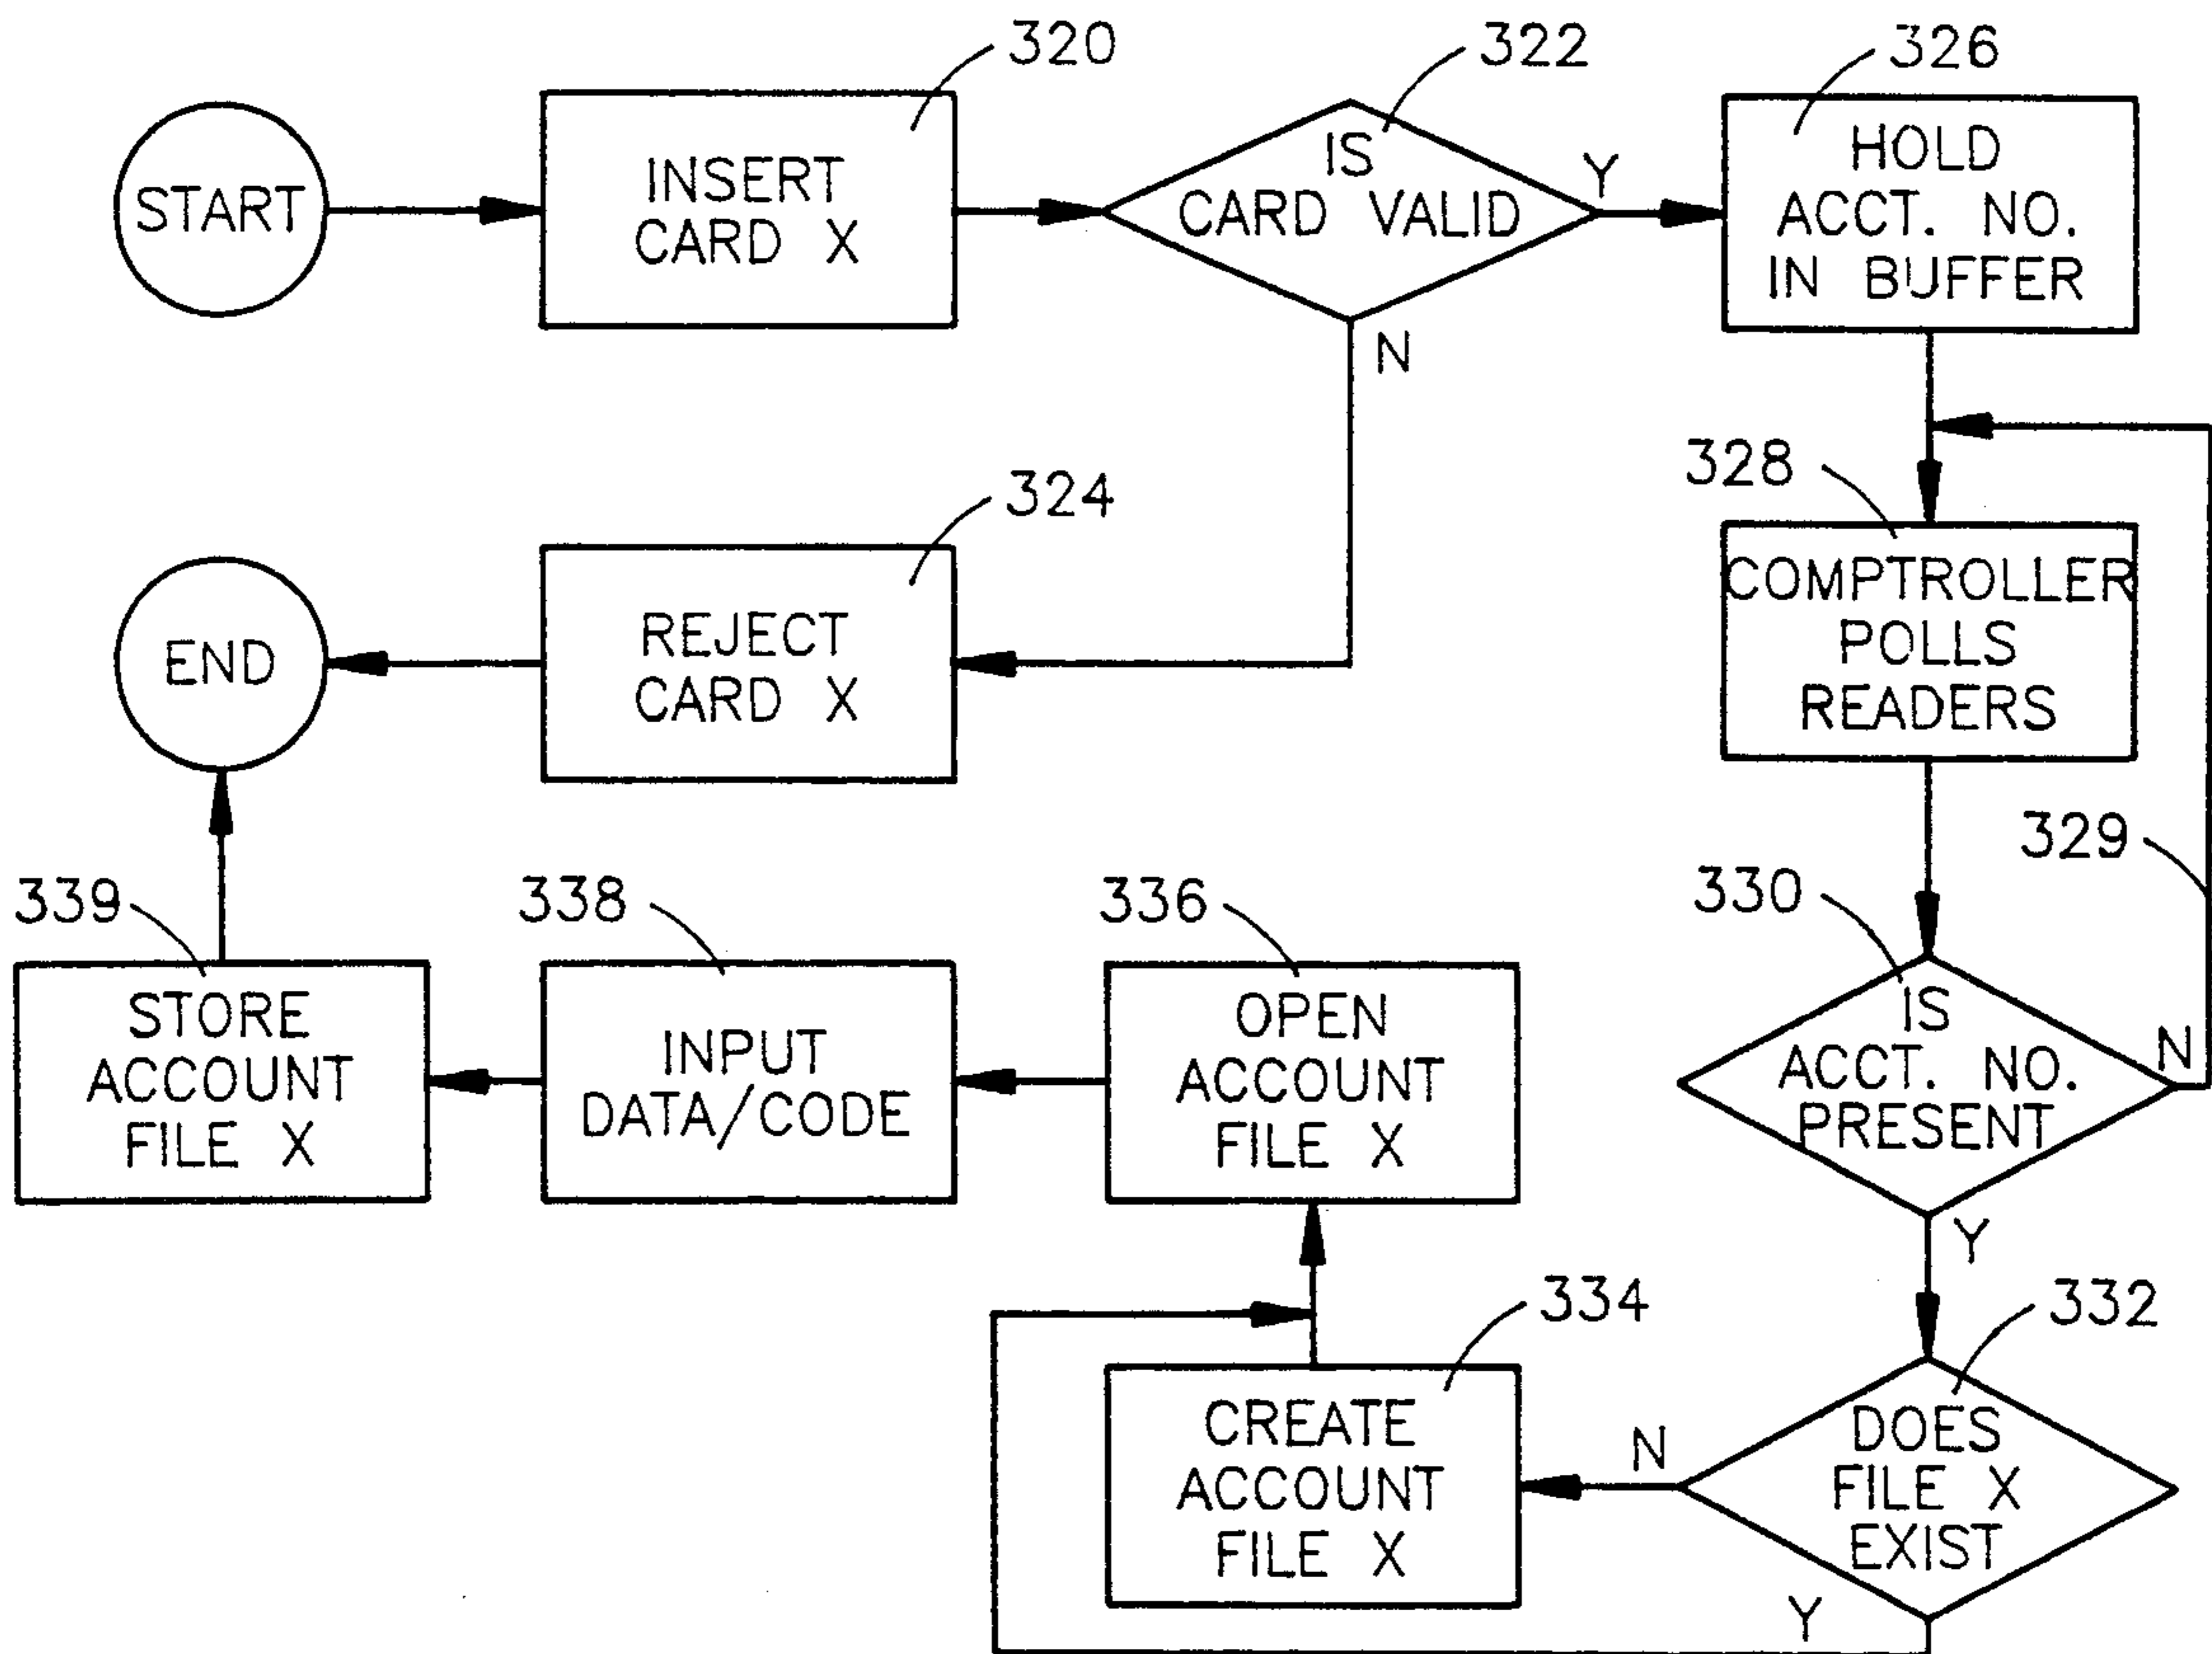 320
322
326
START
INSERT
CARD X
IS
CARD VALID
Y
N
HOLD
ACCT. NO.
IN BUFFER
324
328
END
REJECT
CARD X
COMPTROLLER
POLLS
READERS
329
339
338
336
330
STORE
ACCOUNT
FILE X
INPUT
DATA/CODE
OPEN
ACCOUNT
FILE X
IS
ACCT. NO.
PRESENT
N
Y
334
332
CREATE
ACCOUNT
FILE X
N
DOES
FILE X
EXIST
Y